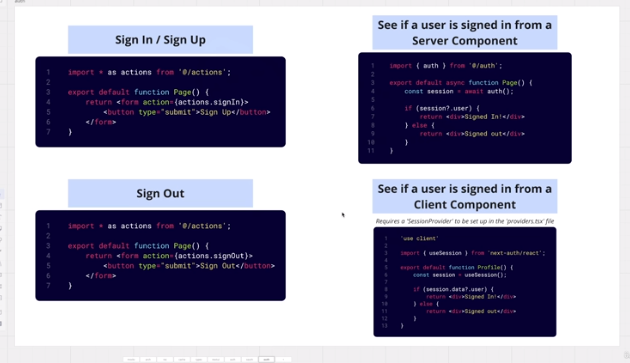 Sign In / Sign Up
1 import * as actions from '@/actions';
2
3 export default function Page() {
4 return <form action={actions.signIn}>
5 <button type="submit">Sign Up</button>
6 </form>
7 }
See if a user is signed in from a
Server Component
1 import { auth } from '@/auth';
2
3 export default async function Page() {
4 const session = await auth();
5
6 if (session?.user) {
7 return <div>Signed In!</div>
8 } else {
9 return <div>Signed out</div>
10 }
11 }
Sign Out
1 import * as actions from '@/actions';
2
3 export default function Page() {
4 return <form action={actions.signOut}>
5 <button type="submit">Sign Out</button>
6 </form>
7 }
See if a user is signed in from a
Client Component
Requires a 'SessionProvider' to be set up in the 'providers.tsx' file
1 'use client'
2
3 import { useSession } from 'next-auth/react';
4
5 export default function Profile() {
6 const session = useSession();
7
8 if (session.data?.user) {
9 return <div>Signed In!</div>
10 } else {
11 return <div>Signed out</div>
12 }
13 }